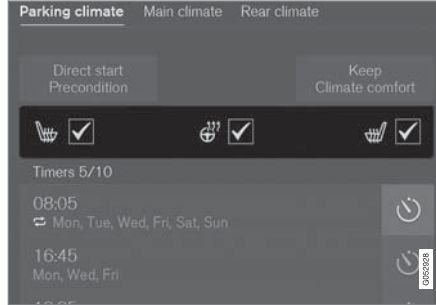 Parking climate Main climate Rear climate
Direct start
Precondition
Keep
Climate comfort
Timers 5/10
08:05
Mon, Tue, Wed, Fri, Sat, Sun
16:45
Mon, Wed, Fri
G052928